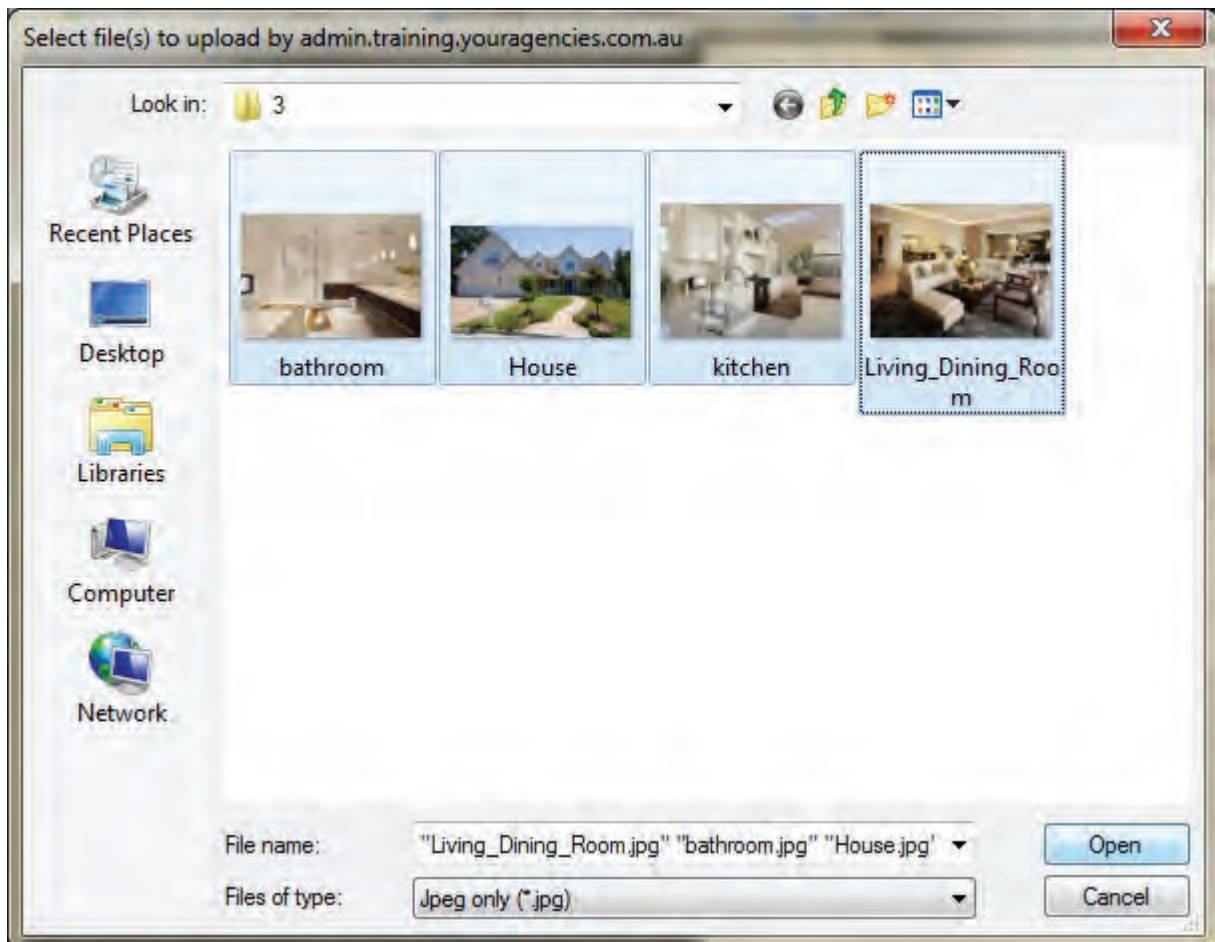 Select file(s) to upload by admin.training.youragencies.com.au
Look in: 3
Recent Places
Desktop
Libraries
Computer
Network
bathroom
House
kitchen
Living_Dining_Roo
m
File name: "Living_Dining_Room.jpg" "bathroom.jpg" "House.jpg"
Open
Files of type: Jpeg only (*.jpg)
Cancel